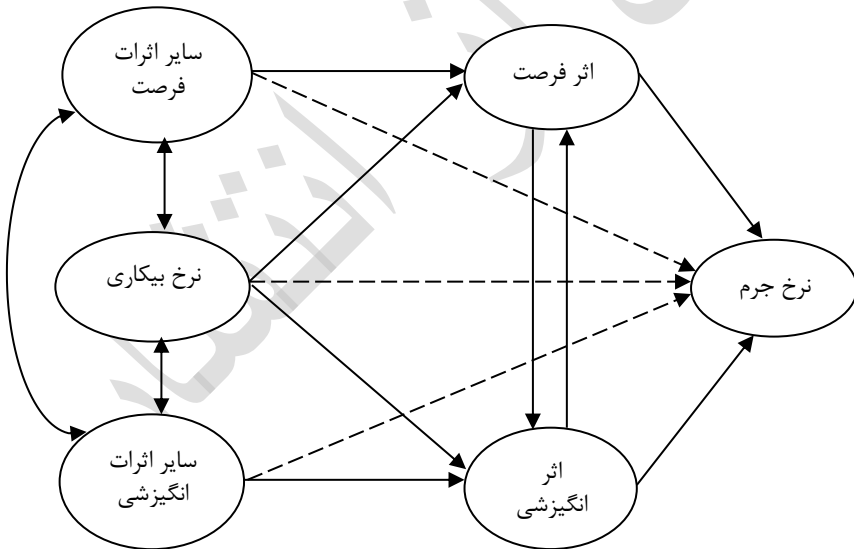 سایر اثرات
فرصت
اثر فرصت
نرخ بیکاری
نرخ جرم
سایر اثرات
انگیزشی
اثر
انگیزشی